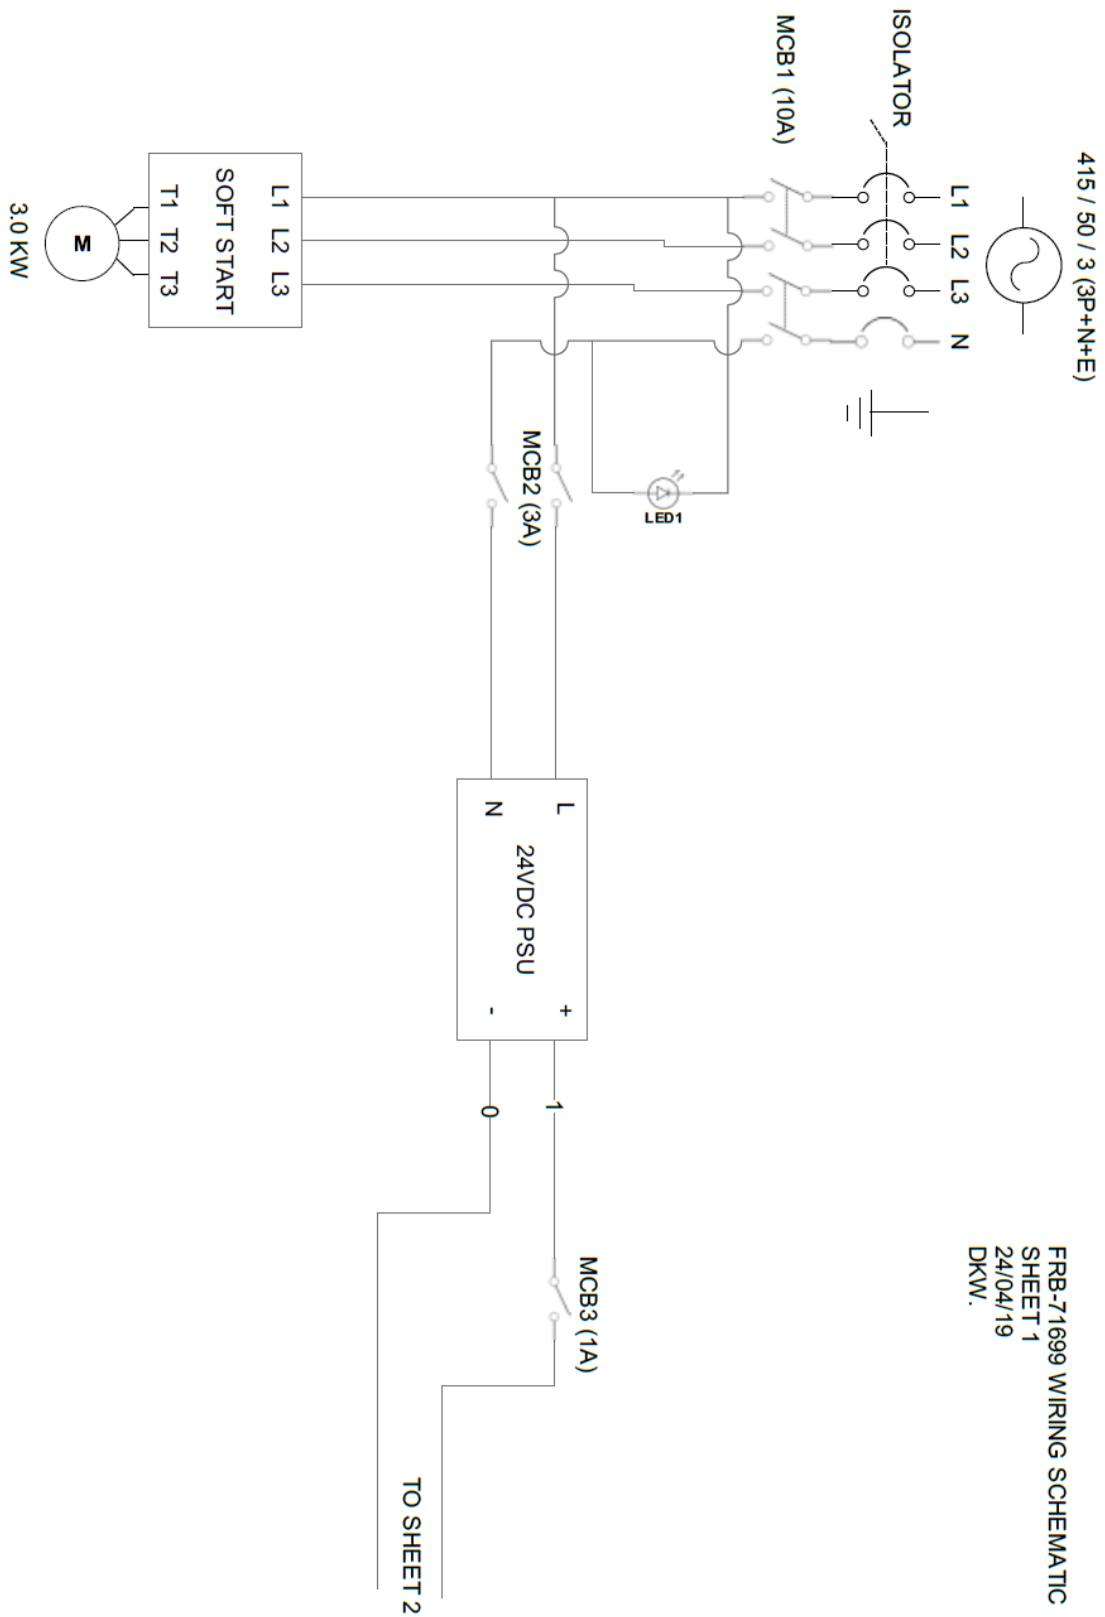 415 / 50 / 3 (3P+N+E)
FRB-71699 WIRING SCHEMATIC
SHEET 1
24/04/19
DKW.
L1
L2
L3
N
ISOLATOR
MCB1 (10A)
LED1
MCB2 (3A)
MCB3 (1A)
L
+
1
24VDC PSU
N
-
0
TO SHEET 2
L1 L2 L3
SOFT START
T1 T2 T3
M
3.0 KW